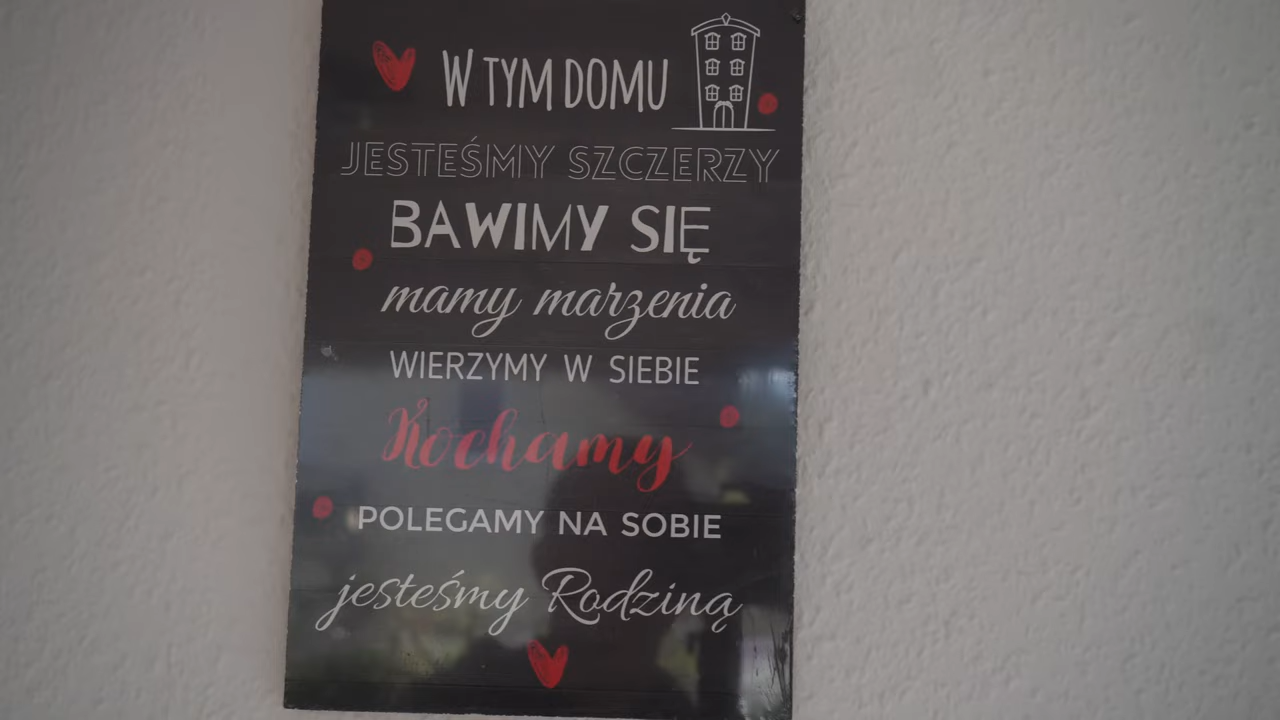 W TYM DOMU
JESTEŚMY SZCZERZY
BAWIMY SIĘ
mamy marzenia
WIERZYMY W SIEBIE
Kochamy
POLEGAMY NA SOBIE
jesteśmy Rodziną